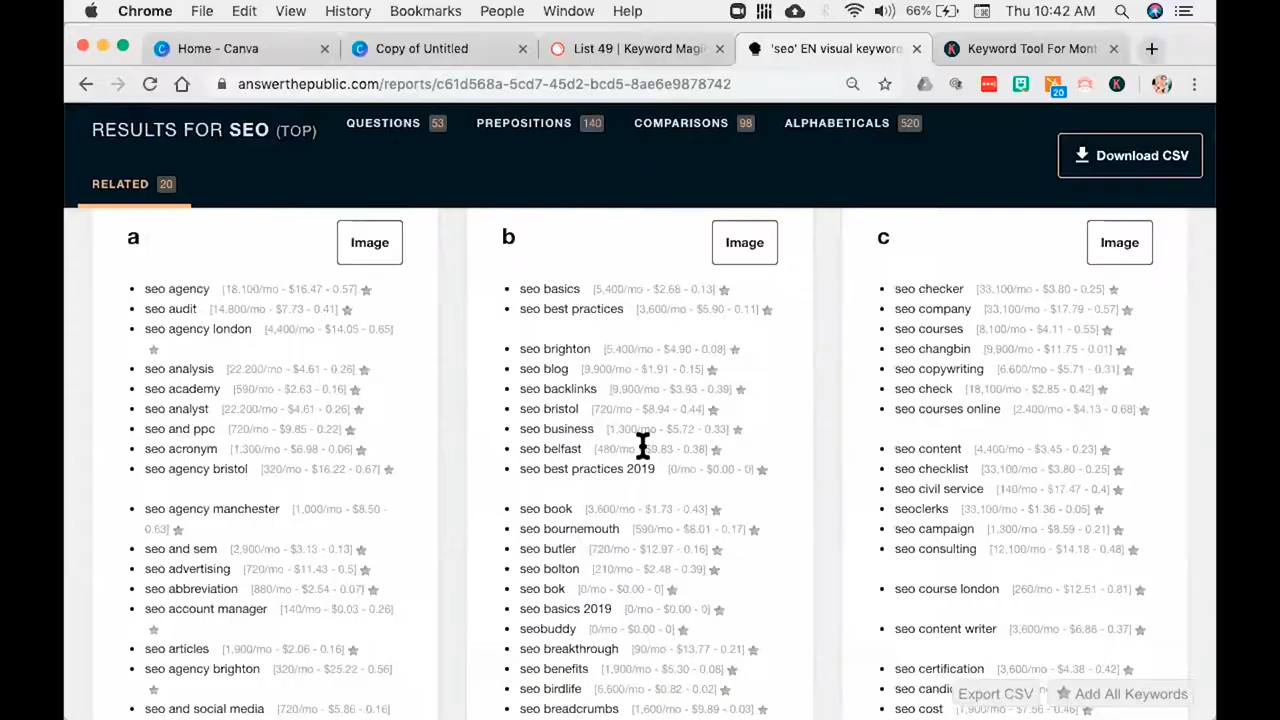 Chrome File Edit View History Bookmarks People Window Help 66% Thu 10:42 AM
Home - Canva Copy of Untitled List 49 | Keyword Magi 'seo' EN visual keyword Keyword Tool For Mont
answerthepublic.com/reports/c61d568a-5cd7-45d2-bcd5-8ae6e9878742 20
RESULTS FOR SEO (TOP) QUESTIONS 53 PREPOSITIONS 140 COMPARISONS 98 ALPHABETICALS 520
Download CSV
RELATED 20
a Image
seo agency [18,100/mo - $16.47 - 0.57]
seo audit [14,800/mo - $7.73 - 0.41]
seo agency london [4,400/mo - $14.05 - 0.65]
seo analysis [22,200/mo - $4.61 - 0.26]
seo academy [590/mo - $2.63 - 0.16]
seo analyst [22,200/mo - $4.61 - 0.26]
seo and ppc [720/mo - $9.85 - 0.22]
seo acronym [1,300/mo - $6.98 - 0.06]
seo agency bristol [320/mo - $16.22 - 0.67]
seo agency manchester [1,000/mo - $8.50 -
0.63]
seo and sem [2,900/mo - $3.13 - 0.13]
seo advertising [720/mo - $11.43 - 0.5]
seo abbreviation [880/mo - $2.54 - 0.07]
seo account manager [140/mo - $0.03 - 0.26]
seo articles [1,900/mo - $2.06 - 0.16]
seo agency brighton [320/mo - $25.22 - 0.56]
seo and social media [720/mo - $5.86 - 0.16]
b Image
seo basics [5,400/mo - $2.68 - 0.13]
seo best practices [3,600/mo - $5.90 - 0.11]
seo brighton [5,400/mo - $4.90 - 0.08]
seo blog [9,900/mo - $1.91 - 0.15]
seo backlinks [9,900/mo - $3.93 - 0.39]
seo bristol [720/mo - $8.94 - 0.44]
seo business [1,300/mo - $5.72 - 0.33]
seo belfast [480/mo - $9.83 - 0.38]
seo best practices 2019 [0/mo - $0.00 - 0]
seo book [3,600/mo - $1.73 - 0.43]
seo bournemouth [590/mo - $8.01 - 0.17]
seo butler [720/mo - $12.97 - 0.16]
seo bolton [210/mo - $2.48 - 0.39]
seo bok [0/mo - $0.00 - 0]
seo basics 2019 [0/mo - $0.00 - 0]
seobuddy [0/mo - $0.00 - 0]
seo breakthrough [90/mo - $13.77 - 0.21]
seo benefits [1,900/mo - $5.30 - 0.08]
seo birdlife [6,600/mo - $0.82 - 0.02]
seo breadcrumbs [1,600/mo - $9.89 - 0.03]
c Image
seo checker [33,100/mo - $3.80 - 0.25]
seo company [33,100/mo - $17.79 - 0.57]
seo courses [8,100/mo - $4.11 - 0.55]
seo changbin [9,900/mo - $11.75 - 0.01]
seo copywriting [6,600/mo - $5.71 - 0.31]
seo check [18,100/mo - $2.85 - 0.42]
seo courses online [2,400/mo - $4.13 - 0.68]
seo content [4,400/mo - $3.45 - 0.23]
seo checklist [33,100/mo - $3.80 - 0.25]
seo civil service [140/mo - $17.47 - 0.4]
seoclerks [33,100/mo - $1.36 - 0.05]
seo campaign [1,300/mo - $8.59 - 0.21]
seo consulting [12,100/mo - $14.18 - 0.48]
seo course london [260/mo - $12.51 - 0.81]
seo content writer [3,600/mo - $6.86 - 0.37]
seo certification [3,600/mo - $4.38 - 0.42]
seo cost [1,900/mo - $7.56 - 0.46]
Export CSV Add All Keywords